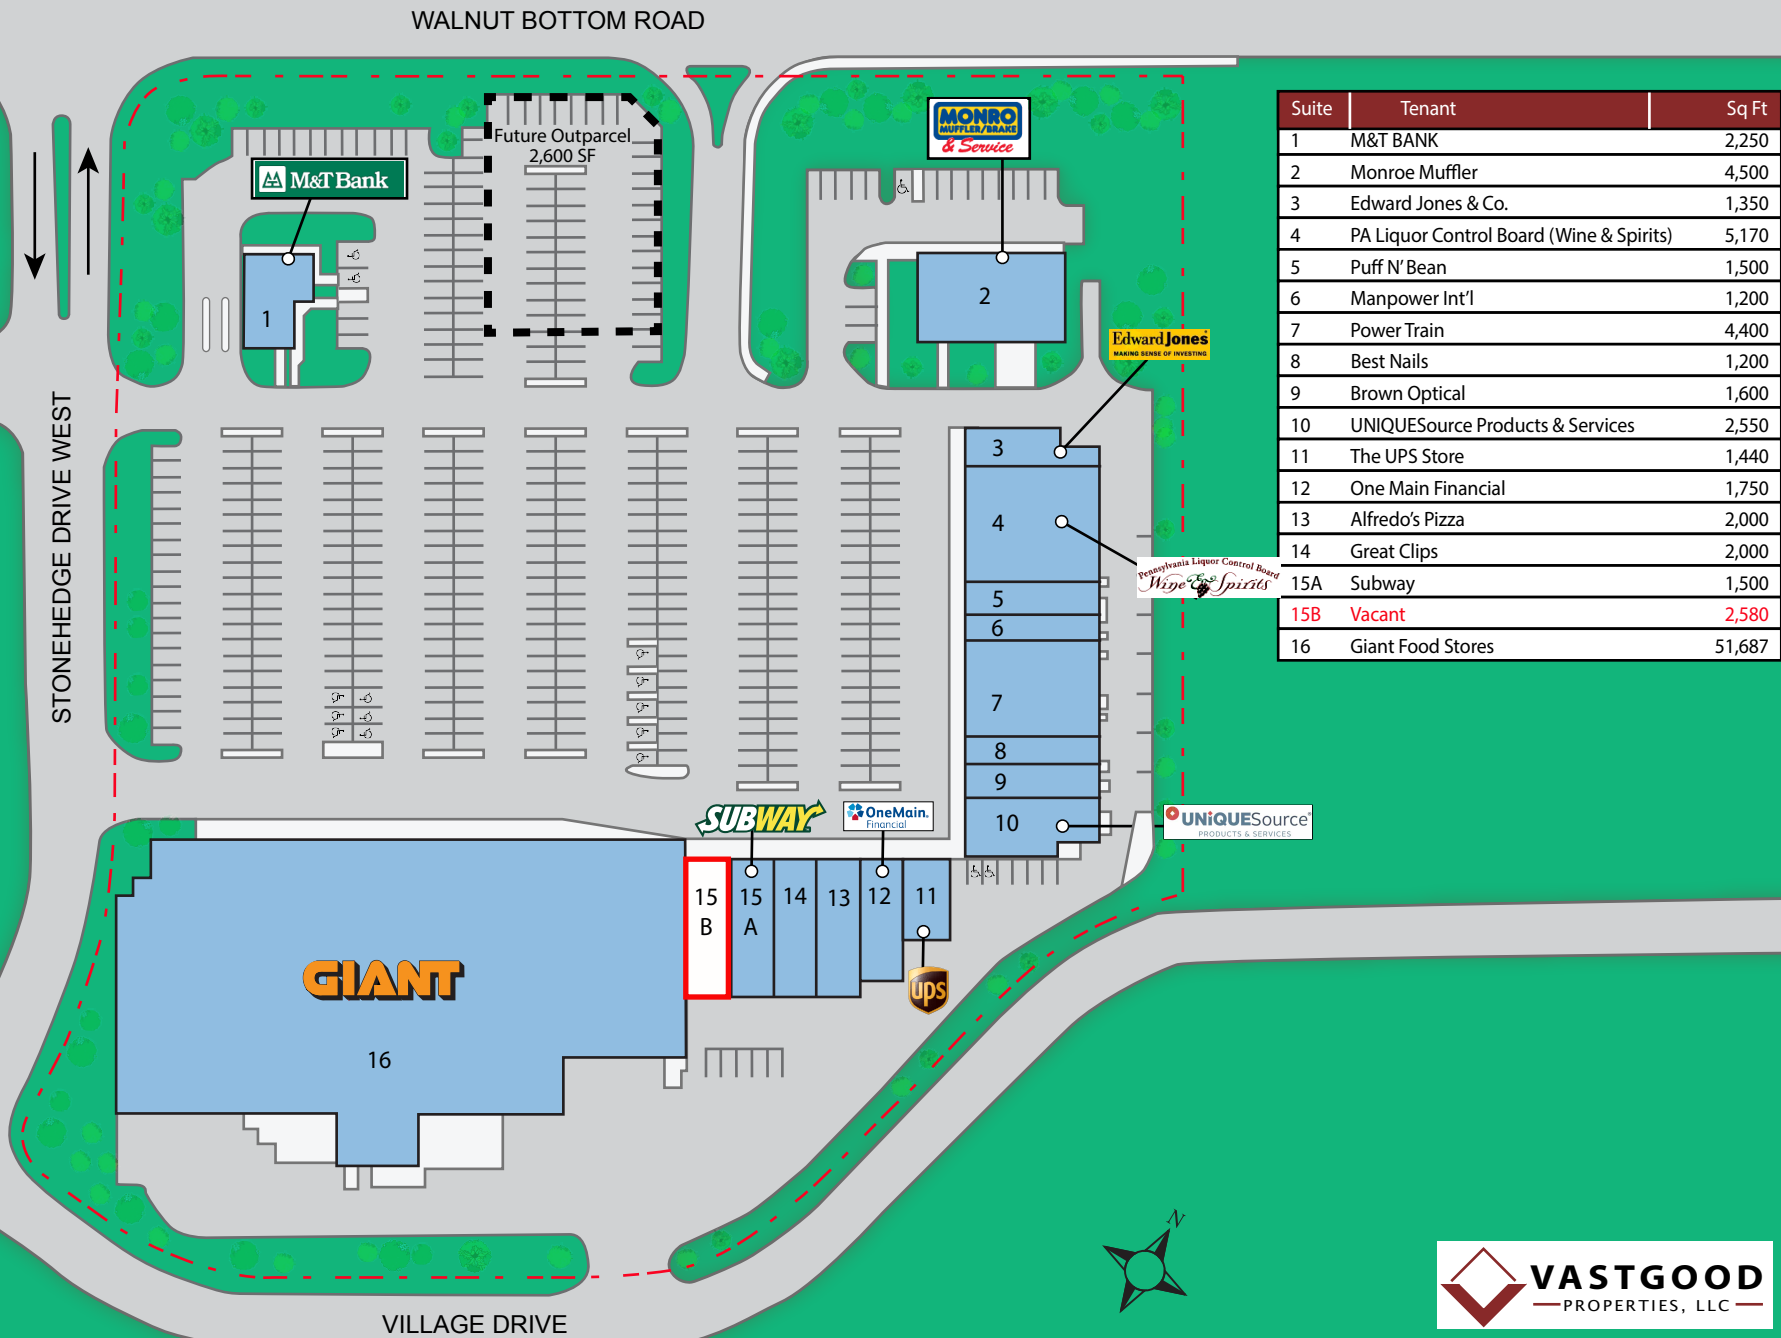 WALNUT BOTTOM ROAD
MONRO
MUFFLER/BRAKE
& Service
Future Outparcel
2,600 SF
M&T Bank
1
2
Edward Jones
MAKING SENSE OF INVESTING
STONEHEDGE DRIVE WEST
3
4
Pennsylvania Liquor Control Board
Wine & Spirits
5
6
7
8
9
10
UNiQUESource
PRODUCTS & SERVICES
SUBWAY
OneMain.
Financial
15 B
15 A
14
13
12
11
ups
GIANT
16
VILLAGE DRIVE
N
Suite Tenant Sq Ft
1 M&T BANK 2,250
2 Monroe Muffler 4,500
3 Edward Jones & Co. 1,350
4 PA Liquor Control Board (Wine & Spirits) 5,170
5 Puff N' Bean 1,500
6 Manpower Int'l 1,200
7 Power Train 4,400
8 Best Nails 1,200
9 Brown Optical 1,600
10 UNIQUESource Products & Services 2,550
11 The UPS Store 1,440
12 One Main Financial 1,750
13 Alfredo's Pizza 2,000
14 Great Clips 2,000
15A Subway 1,500
15B Vacant 2,580
16 Giant Food Stores 51,687
VASTGOOD
PROPERTIES, LLC